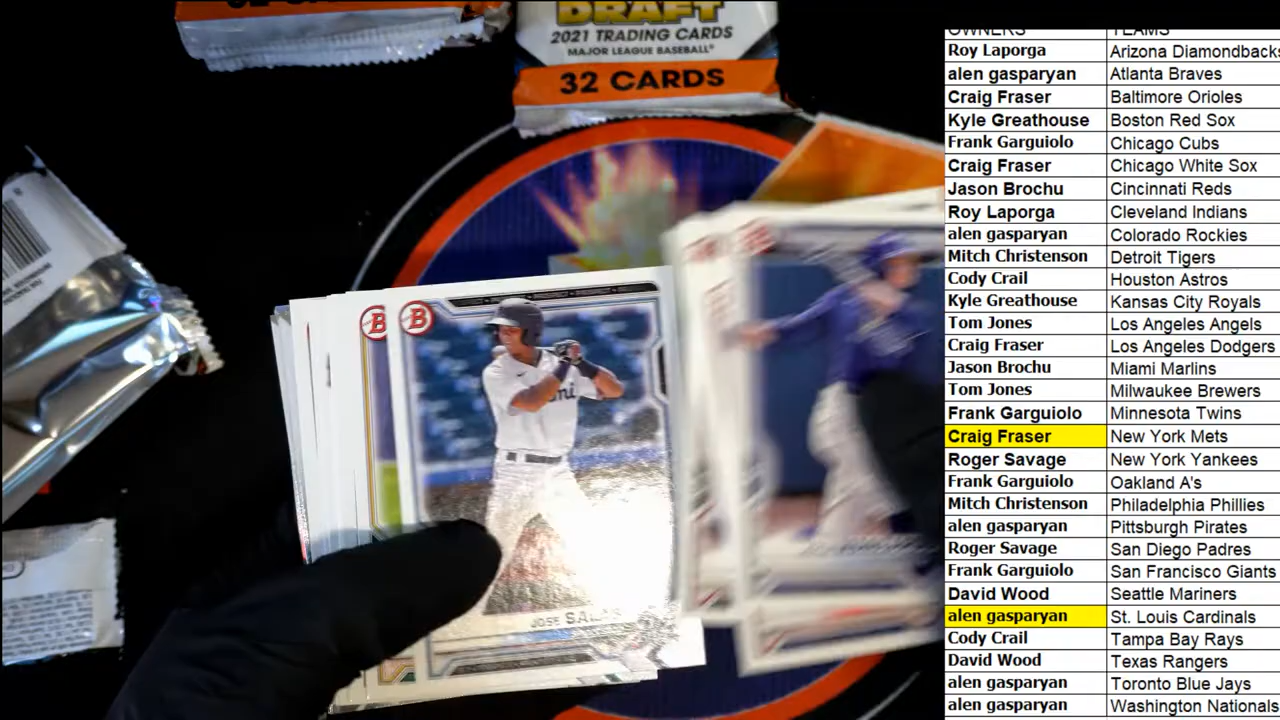 DRAFT
2021 TRADING CARDS
MAJOR LEAGUE BASEBALL
32 CARDS
B
B
JOSE
OWNERS TEAMS
Roy Laporga Arizona Diamondbacks
alen gasparyan Atlanta Braves
Craig Fraser Baltimore Orioles
Kyle Greathouse Boston Red Sox
Frank Garguiolo Chicago Cubs
Craig Fraser Chicago White Sox
Jason Brochu Cincinnati Reds
Roy Laporga Cleveland Indians
alen gasparyan Colorado Rockies
Mitch Christenson Detroit Tigers
Cody Crail Houston Astros
Kyle Greathouse Kansas City Royals
Tom Jones Los Angeles Angels
Craig Fraser Los Angeles Dodgers
Jason Brochu Miami Marlins
Tom Jones Milwaukee Brewers
Frank Garguiolo Minnesota Twins
Craig Fraser New York Mets
Roger Savage New York Yankees
Frank Garguiolo Oakland A's
Mitch Christenson Philadelphia Phillies
alen gasparyan Pittsburgh Pirates
Roger Savage San Diego Padres
Frank Garguiolo San Francisco Giants
David Wood Seattle Mariners
alen gasparyan St. Louis Cardinals
Cody Crail Tampa Bay Rays
David Wood Texas Rangers
alen gasparyan Toronto Blue Jays
alen gasparyan Washington Nationals